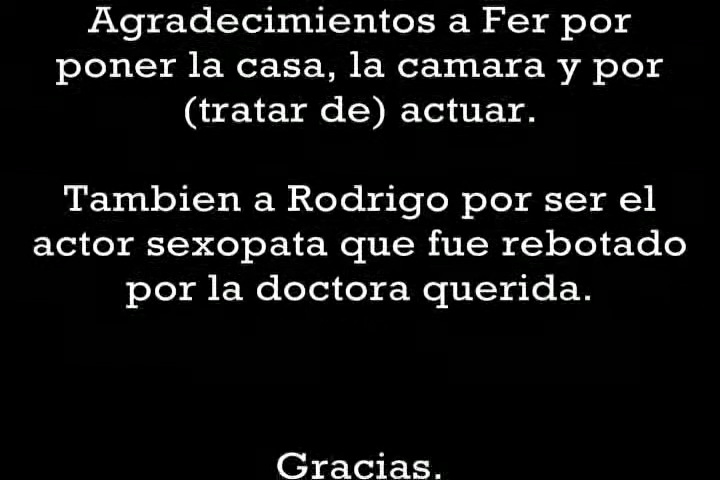 Agradecimientos a Fer por
poner la casa, la camara y por
(tratar de) actuar.
Tambien a Rodrigo por ser el
actor sexopata que fue rebotado
por la doctora querida.
Gracias.